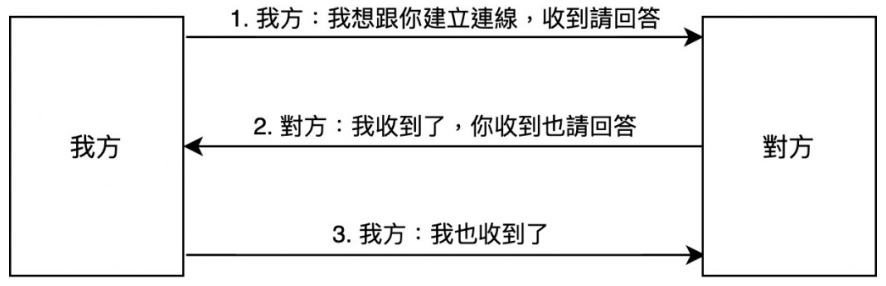 1. 我方：我想跟你建立連線，收到請回答
2. 對方：我收到了，你收到也請回答
我方
對方
3. 我方：我也收到了